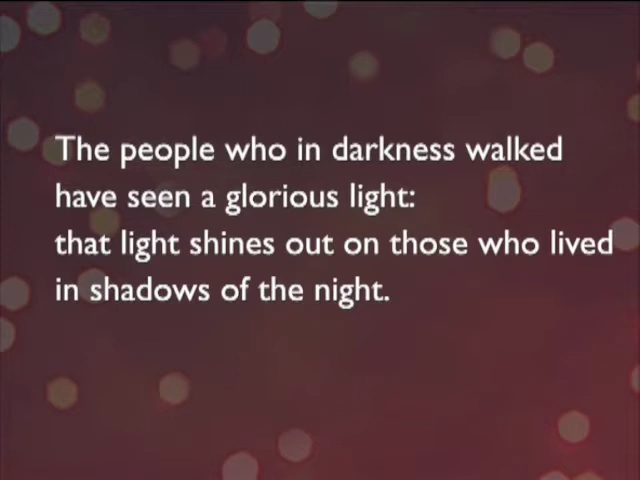 The people who in darkness walked
have seen a glorious light:
that light shines out on those who lived
in shadows of the night.